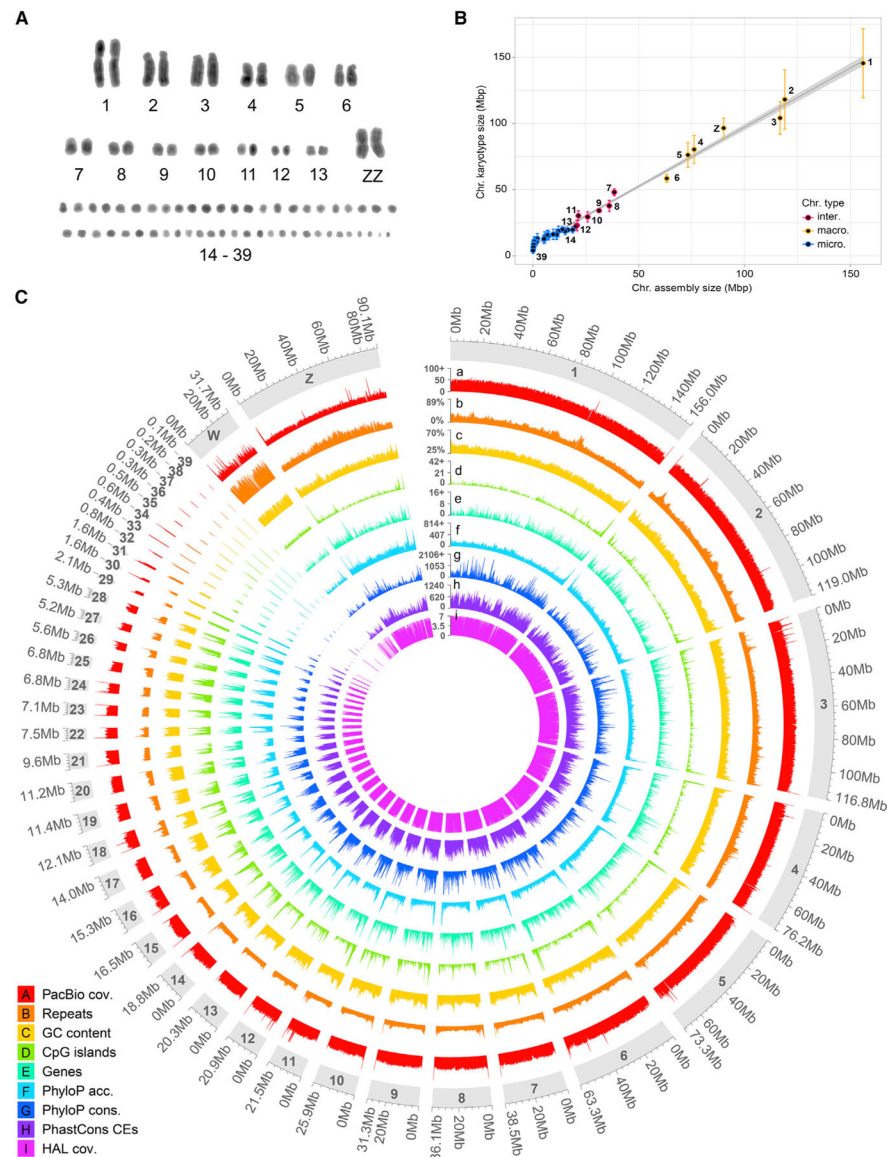 A
1 2 3 4 5 6
7 8 9 10 11 12 13 ZZ
14 - 39
B
Chr. karyotype size (Mbp)
150
100
50
0
0 50 100 150
Chr. assembly size (Mbp)
1
2
3
Z
4
5
6
7
8
9
10
11
12
13
14
39
Chr. type
inter.
macro.
micro.
C
0Mb 20Mb 40Mb 60Mb 80Mb 100Mb 120Mb 140Mb 156.0Mb
1
0Mb 20Mb 40Mb 60Mb 80Mb 100Mb 119.0Mb
2
0Mb 20Mb 40Mb 60Mb 80Mb 100Mb 116.8Mb
3
0Mb 20Mb 40Mb 60Mb 76.2Mb
4
0Mb 20Mb 40Mb 60Mb 73.3Mb
5
0Mb 20Mb 40Mb 63.3Mb
6
0Mb 20Mb 38.5Mb
7
0Mb 20Mb 36.1Mb
8
0Mb 20Mb 31.3Mb
9
0Mb 25.9Mb
10
0Mb 21.5Mb
11
0Mb 20.9Mb
12
0Mb 20.3Mb
13
0Mb 18.8Mb
14
16.5Mb
15
15.3Mb
16
14.0Mb
17
12.1Mb
18
11.4Mb
19
11.2Mb
20
9.6Mb
21
7.5Mb
22
7.1Mb
23
6.8Mb
24
6.8Mb
25
5.6Mb
26
5.2Mb
27
5.3Mb
28
2.1Mb
29
1.6Mb
30
1.6Mb
31
0.8Mb
32
0.4Mb
33
0.6Mb
34
0.5Mb
35
0.3Mb
36
0.3Mb
37
0.2Mb
38
0.1Mb
39
0Mb 20Mb 31.7Mb
W
0Mb 20Mb 40Mb 60Mb 80Mb 90.1Mb
Z
100+
50
0
a
89%
0%
b
70%
25%
c
42+
21
0
d
16+
8
0
e
814+
407
0
f
2106+
1053
0
g
1240
620
0
h
7
3.5
0
i
A PacBio cov.
B Repeats
C GC content
D CpG islands
E Genes
F PhyloP acc.
G PhyloP cons.
H PhastCons CEs
I HAL cov.